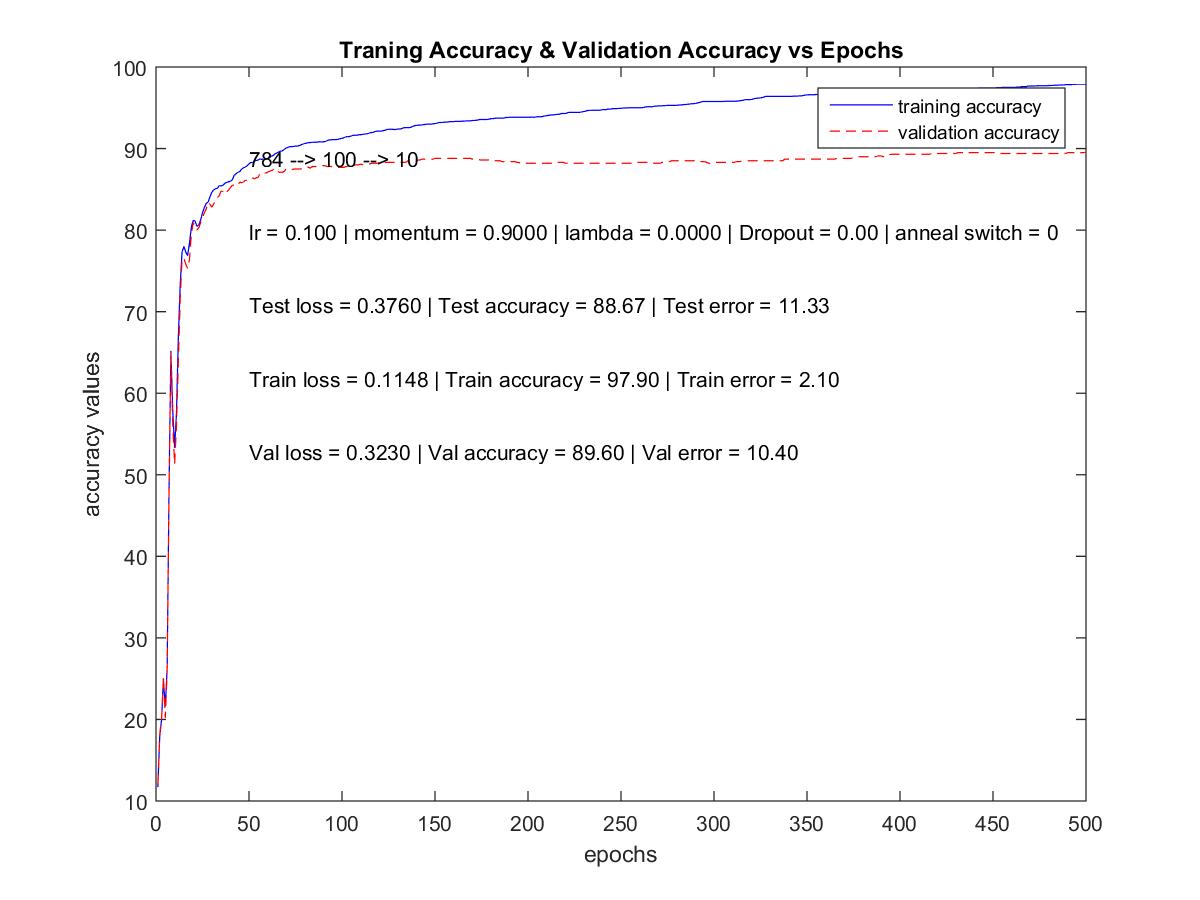 Traning Accuracy & Validation Accuracy vs Epochs
100
90
80
70
60
50
40
30
20
10
accuracy values
training accuracy
validation accuracy
784 --> 100 --> 10
lr = 0.100 | momentum = 0.9000 | lambda = 0.0000 | Dropout = 0.00 | anneal switch = 0
Test loss = 0.3760 | Test accuracy = 88.67 | Test error = 11.33
Train loss = 0.1148 | Train accuracy = 97.90 | Train error = 2.10
Val loss = 0.3230 | Val accuracy = 89.60 | Val error = 10.40
0 50 100 150 200 250 300 350 400 450 500
epochs